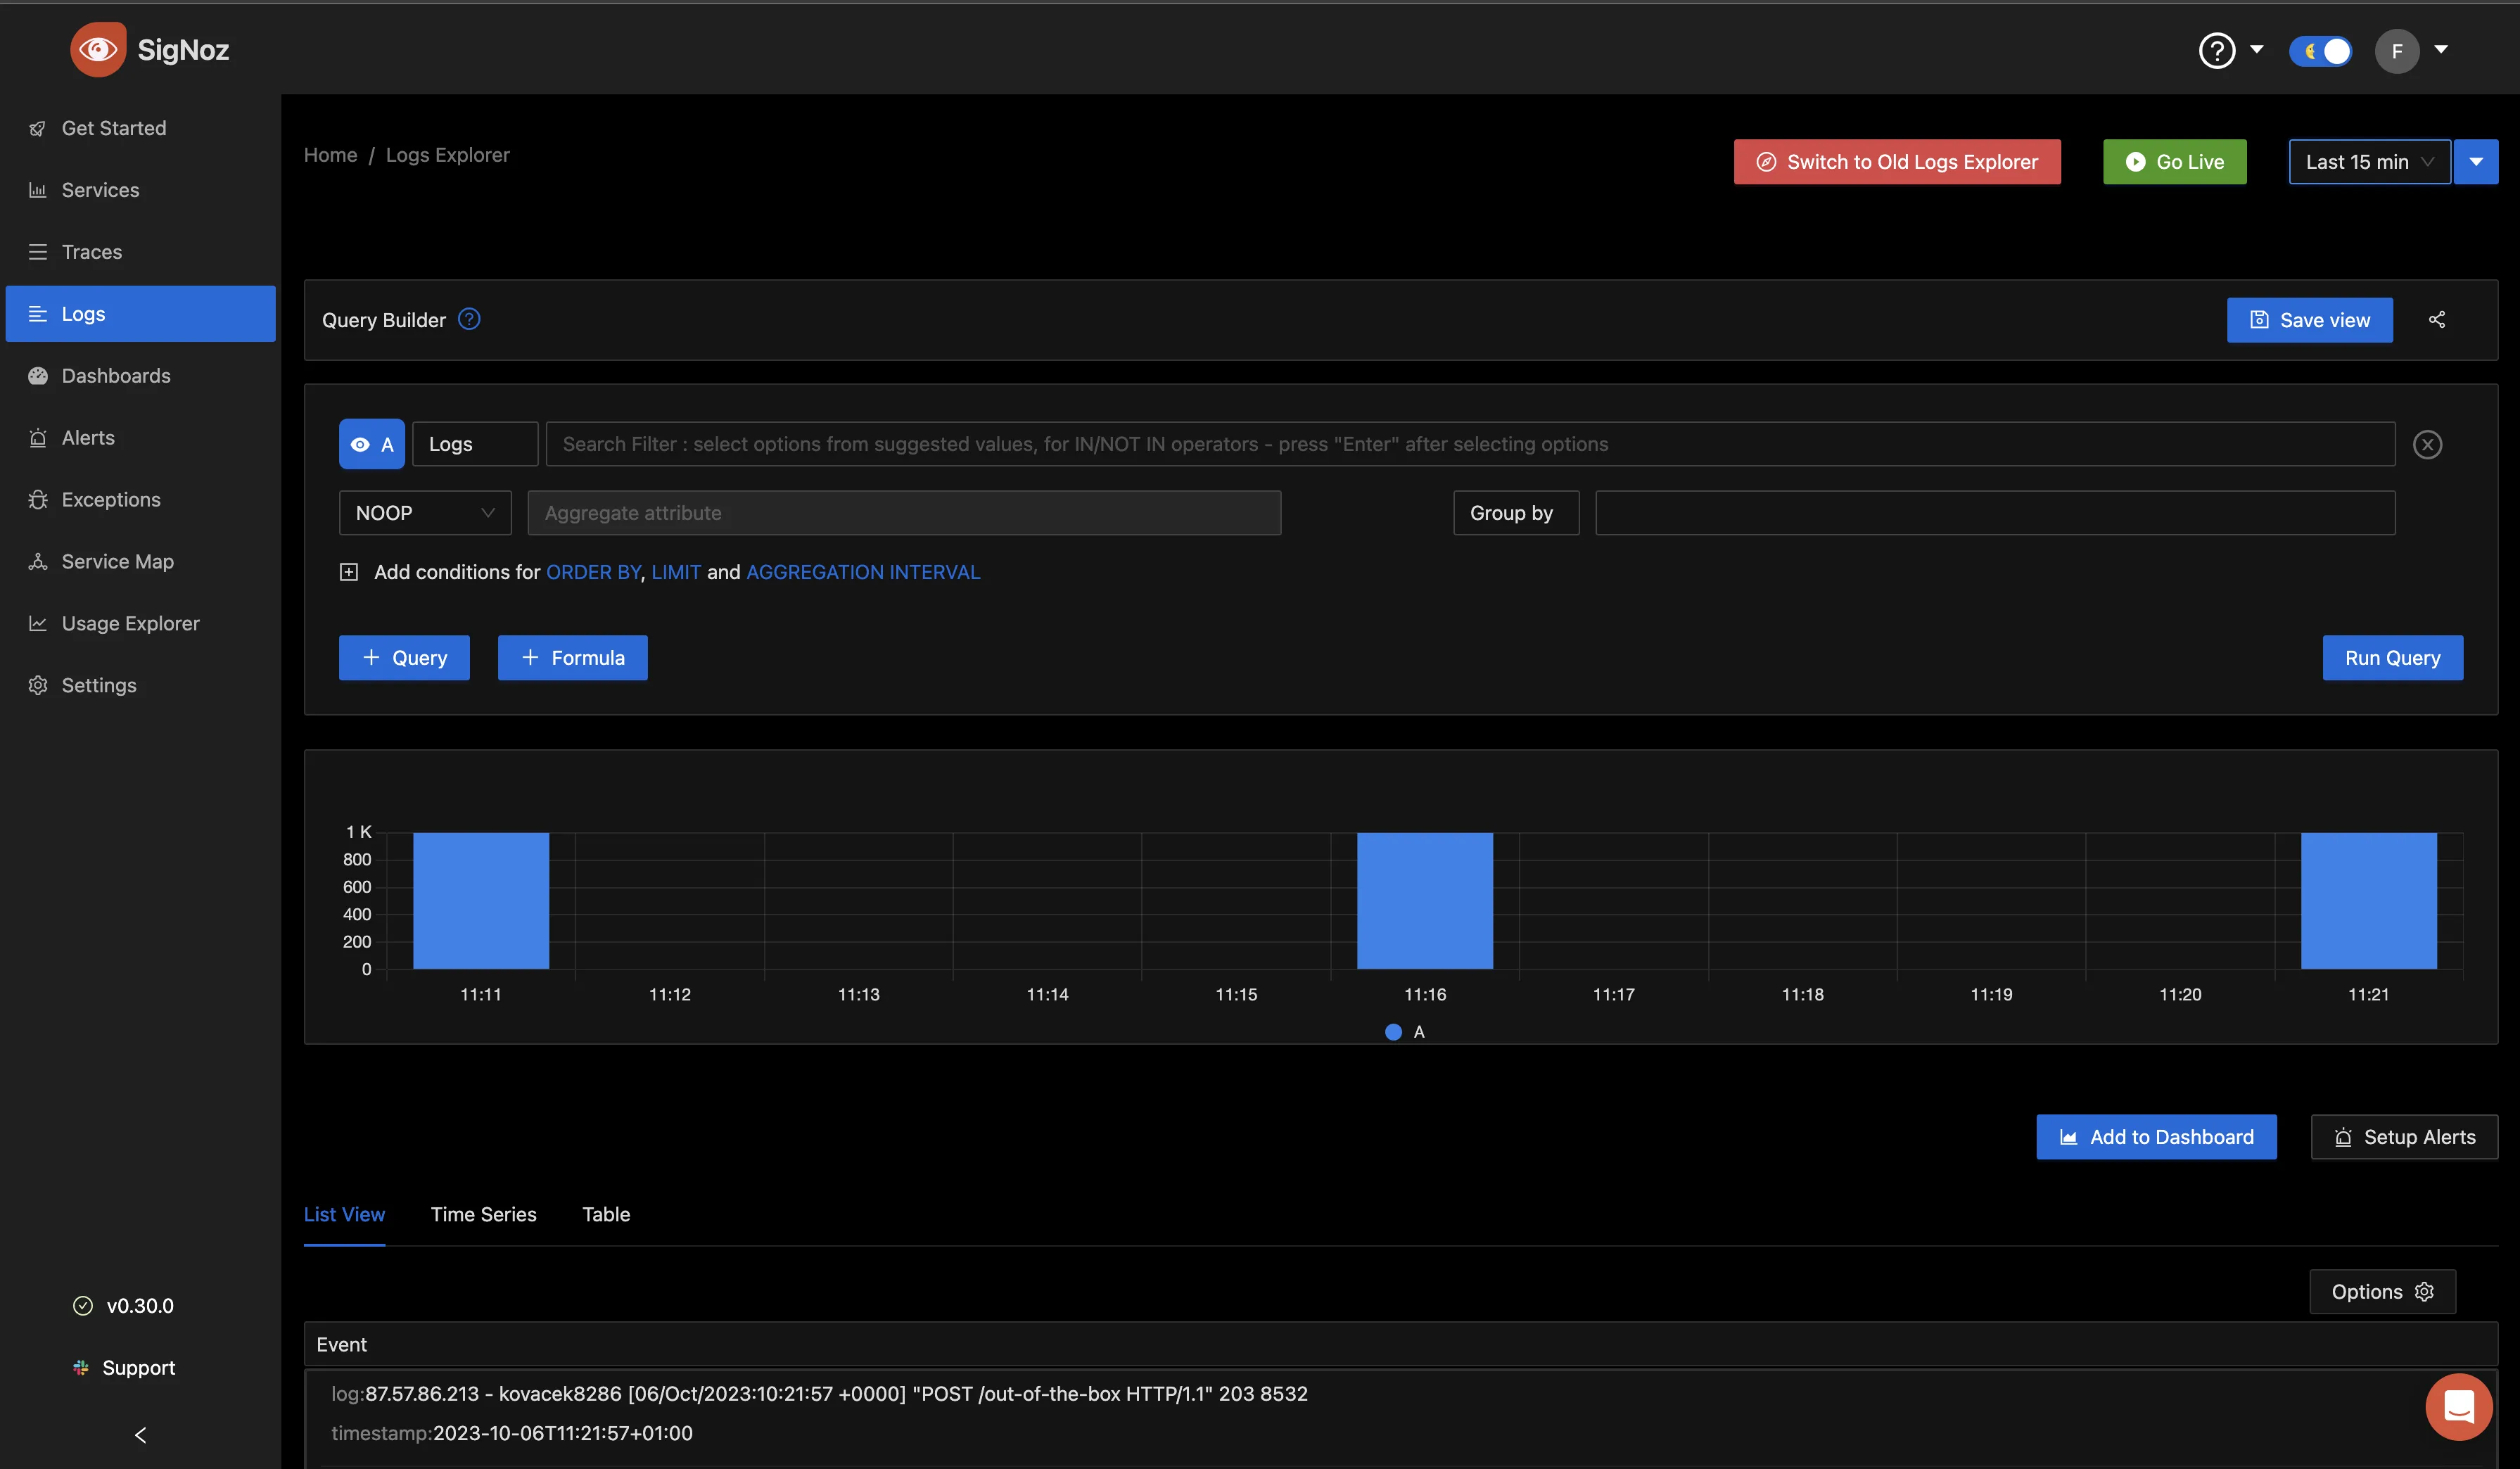 SigNoz
F
Get Started
Services
Traces
Logs
Dashboards
Alerts
Exceptions
Service Map
Usage Explorer
Settings
v0.30.0
Support
Home / Logs Explorer
Switch to Old Logs Explorer
Go Live
Last 15 min
Query Builder
Save view
A
Logs
Search Filter : select options from suggested values, for IN/NOT IN operators - press "Enter" after selecting options
NOOP
Aggregate attribute
Group by
Add conditions for ORDER BY, LIMIT and AGGREGATION INTERVAL
+ Query
+ Formula
Run Query
1 K
800
600
400
200
0
11:11 11:12 11:13 11:14 11:15 11:16 11:17 11:18 11:19 11:20 11:21
A
Add to Dashboard
Setup Alerts
List View
Time Series
Table
Options
Event
log:87.57.86.213 - kovacek8286 [06/Oct/2023:10:21:57 +0000] "POST /out-of-the-box HTTP/1.1" 203 8532
timestamp:2023-10-06T11:21:57+01:00